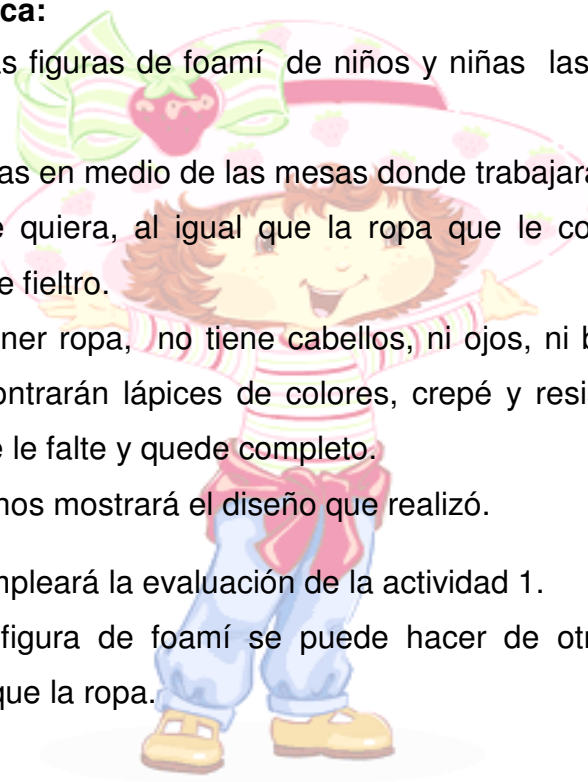 ca:
s figuras de foamí de niños y niñas las
as en medio de las mesas donde trabajara
e quiera, al igual que la ropa que le co
e fieltro.
ner ropa, no tiene cabellos, ni ojos, ni b
ontrarán lápices de colores, crepé y resi
e le falte y quede completo.
nos mostrará el diseño que realizó.
mpleará la evaluación de la actividad 1.
figura de foamí se puede hacer de otr
que la ropa.